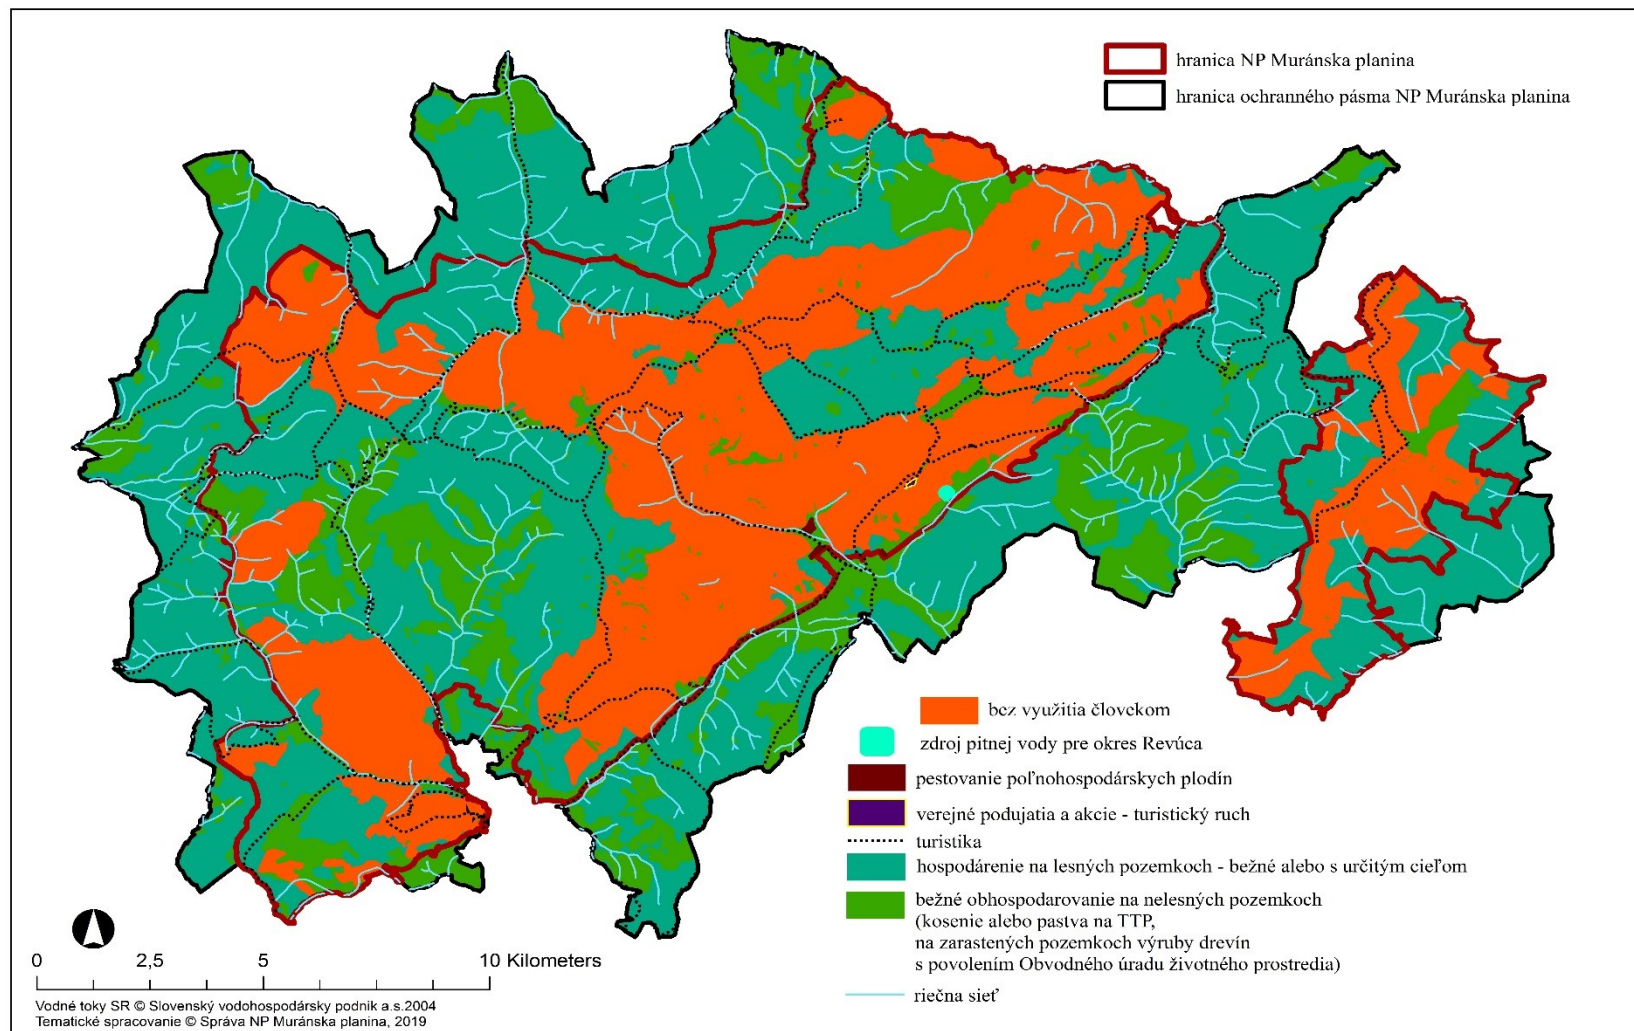 hranica NP Muránska planina
hranica ochranného pásma NP Muránska planina
bez využitia človekom
zdroj pitnej vody pre okres Revúca
pestovanie poľnohospodárskych plodín
verejné podujatia a akcie - turistický ruch
turistika
hospodárenie na lesných pozemkoch - bežné alebo s určitým cieľom
bežné obhospodarovanie na nelesných pozemkoch
(kosenie alebo pastva na TTP,
na zarastených pozemkoch výruby drevín
s povolením Obvodného úradu životného prostredia)
riečna sieť
0 2,5 5 10 Kilometers
Vodné toky SR © Slovenský vodohospodársky podnik a.s.2004
Tematické spracovanie © Správa NP Muránska planina, 2019